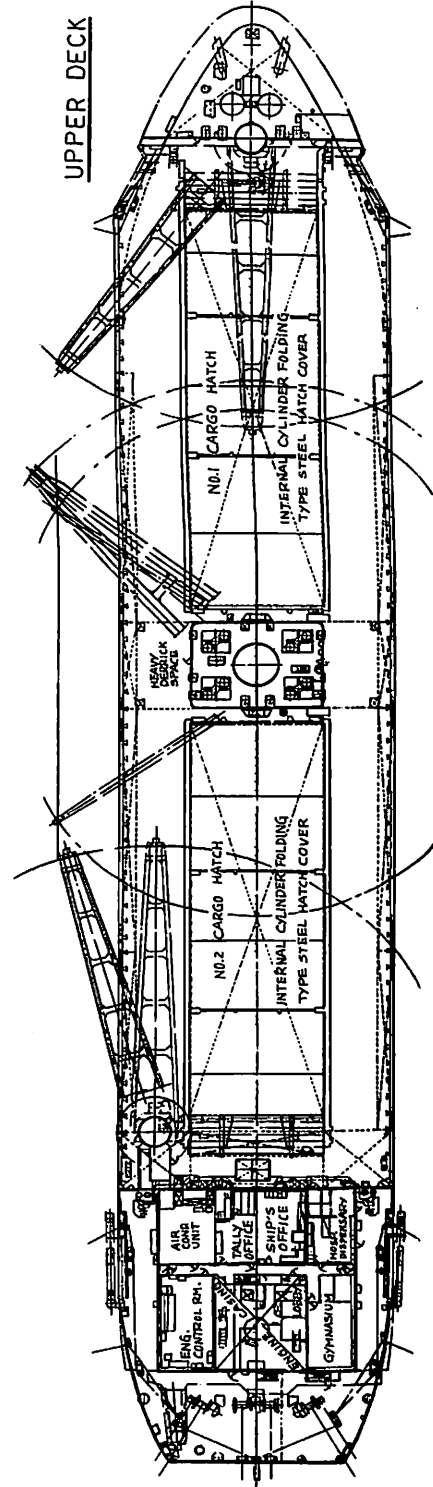 UPPER DECK
NO.1 CARGO HATCH
INTERNAL CYLINDER FOLDING
TYPE STEEL HATCH COVER
HEAVY
DERRICK
SPACE
NO.2 CARGO HATCH
INTERNAL CYLINDER FOLDING
TYPE STEEL HATCH COVER
AIR
COND
UNIT
TALLY
OFFICE
SHIP'S
OFFICE
DISPENSARY
ENG.
CONTROL RM.
ENGINE CASING
LOBBY
GYMNASIUM